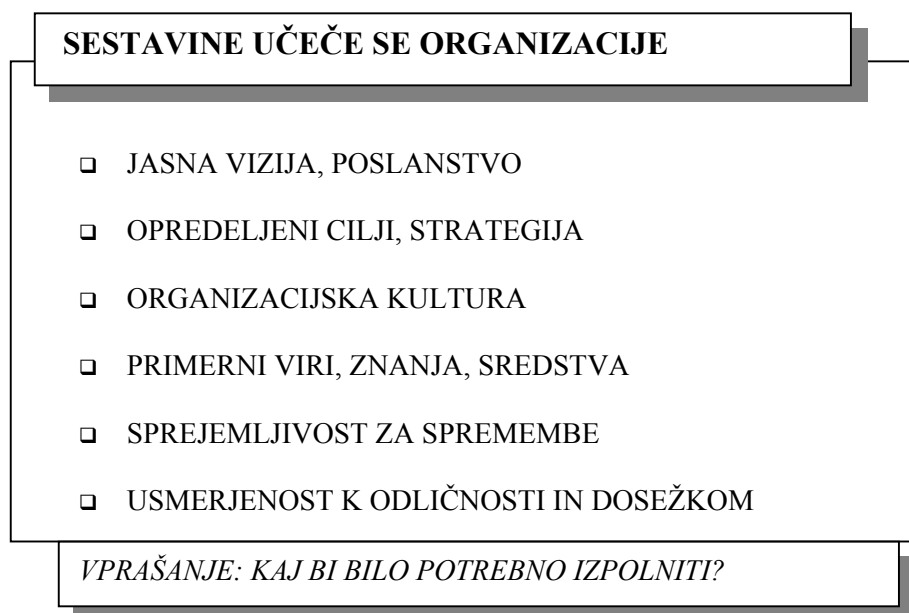 SESTAVINE UČEČE SE ORGANIZACIJE
❑ JASNA VIZIJA, POSLANSTVO
❑ OPREDELJENI CILJI, STRATEGIJA
❑ ORGANIZACIJSKA KULTURA
❑ PRIMERNI VIRI, ZNANJA, SREDSTVA
❑ SPREJEMLJIVOST ZA SPREMEMBE
❑ USMERJENOST K ODLIČNOSTI IN DOSEŽKOM
VPRAŠANJE: KAJ BI BILO POTREBNO IZPOLNITI?